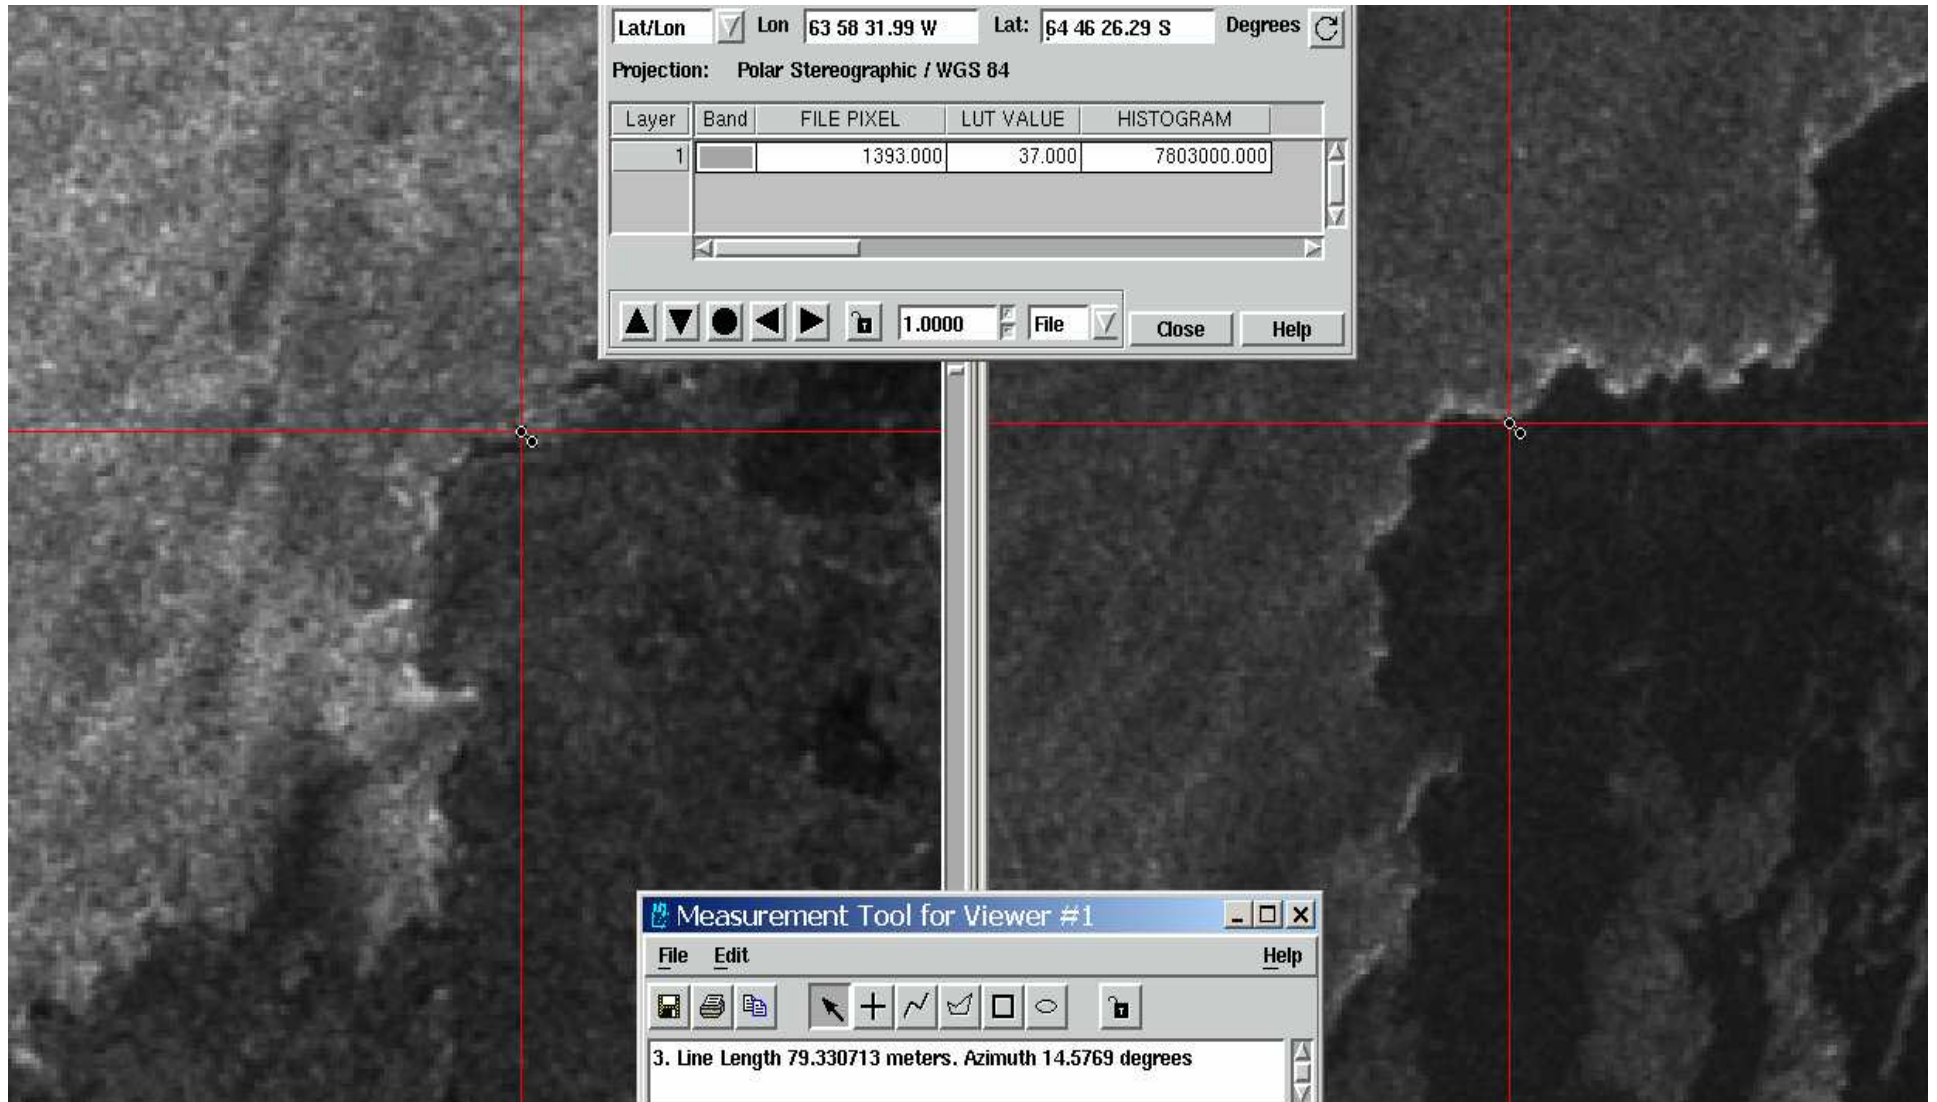 Lat/Lon Lon 63 58 31.99 W Lat: 64 46 26.29 S Degrees
Projection: Polar Stereographic / WGS 84
Layer Band FILE PIXEL LUT VALUE HISTOGRAM
1 1393.000 37.000 7803000.000
1.0000 File Close Help
Measurement Tool for Viewer #1
File Edit Help
3. Line Length 79.330713 meters. Azimuth 14.5769 degrees